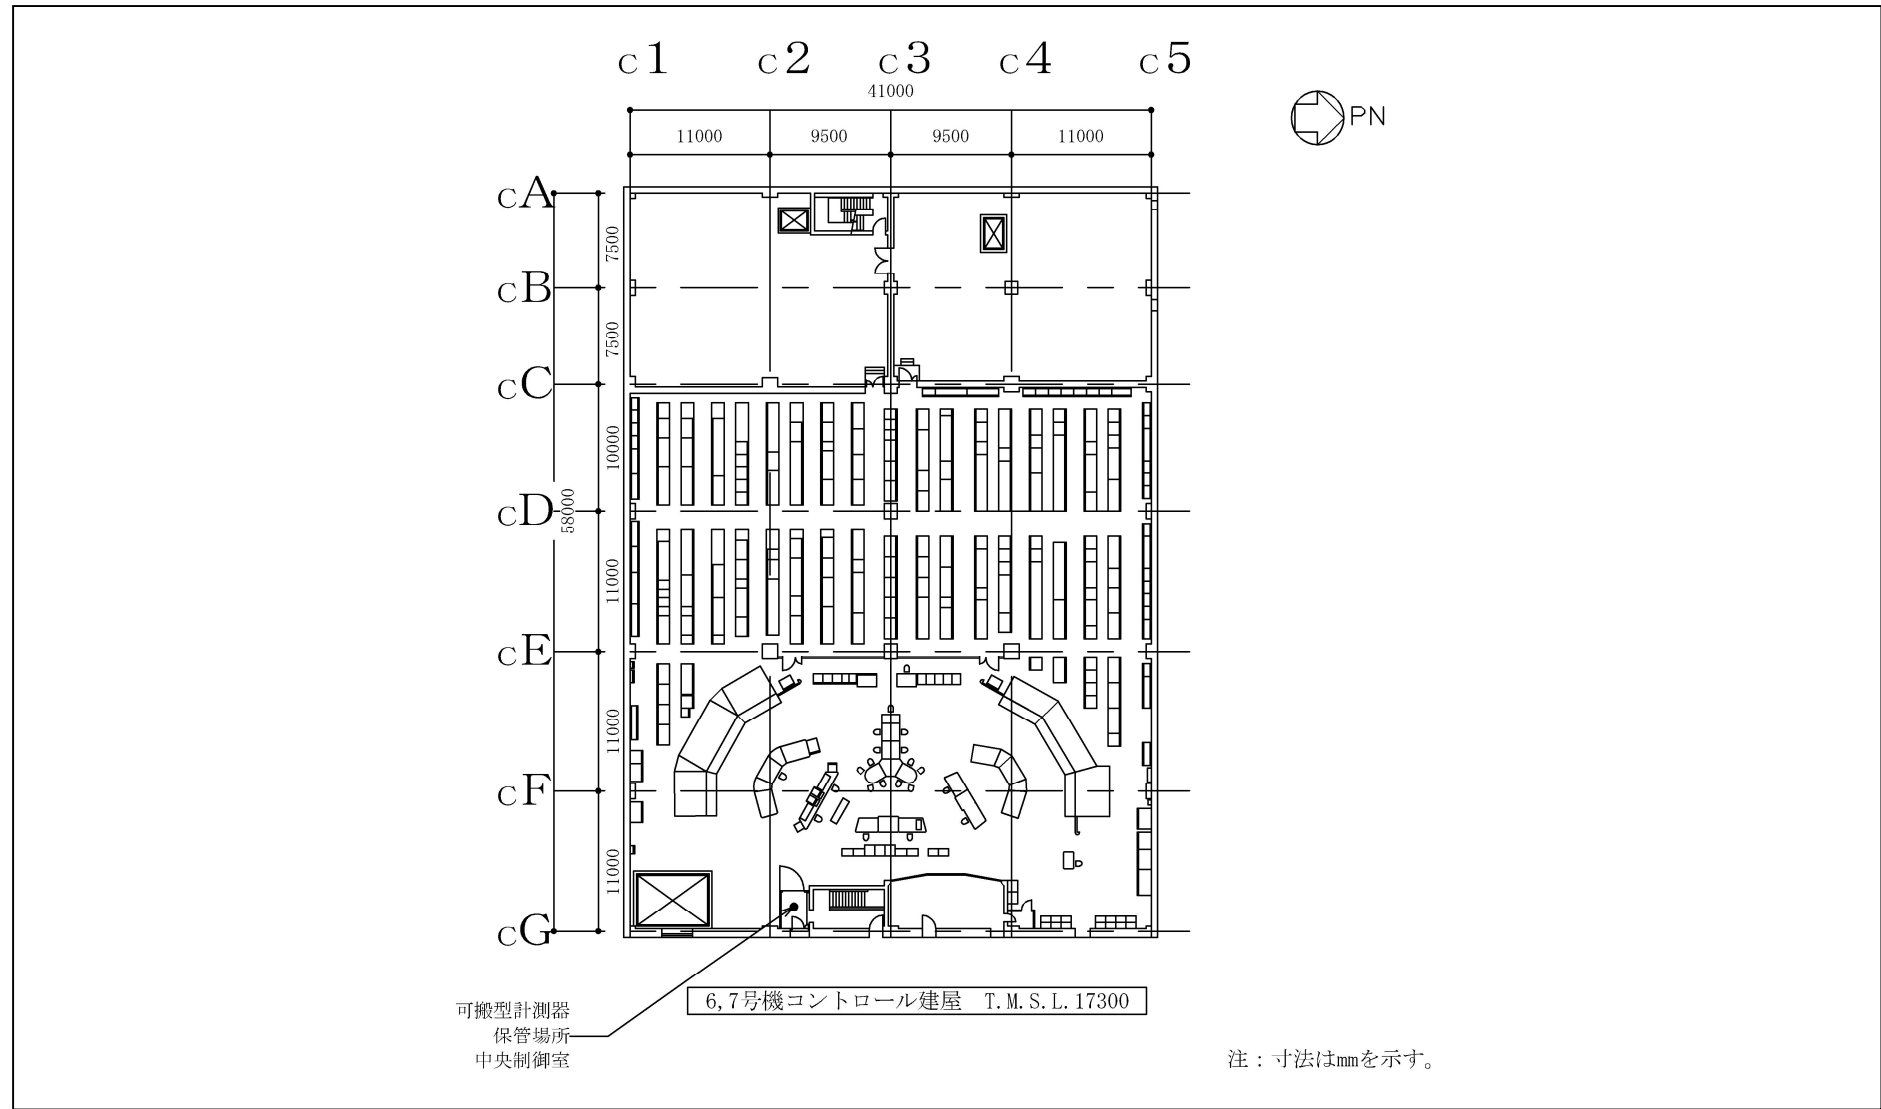 c1 c2 c3 c4 c5
41000
11000 9500 9500 11000
PN
cA
7500
cB
7500
cC
10000
cD
58000
11000
cE
11000
cF
11000
cG
6,7号機コントロール建屋 T.M.S.L.17300
可搬型計測器
保管場所
中央制御室
注：寸法はmmを示す。